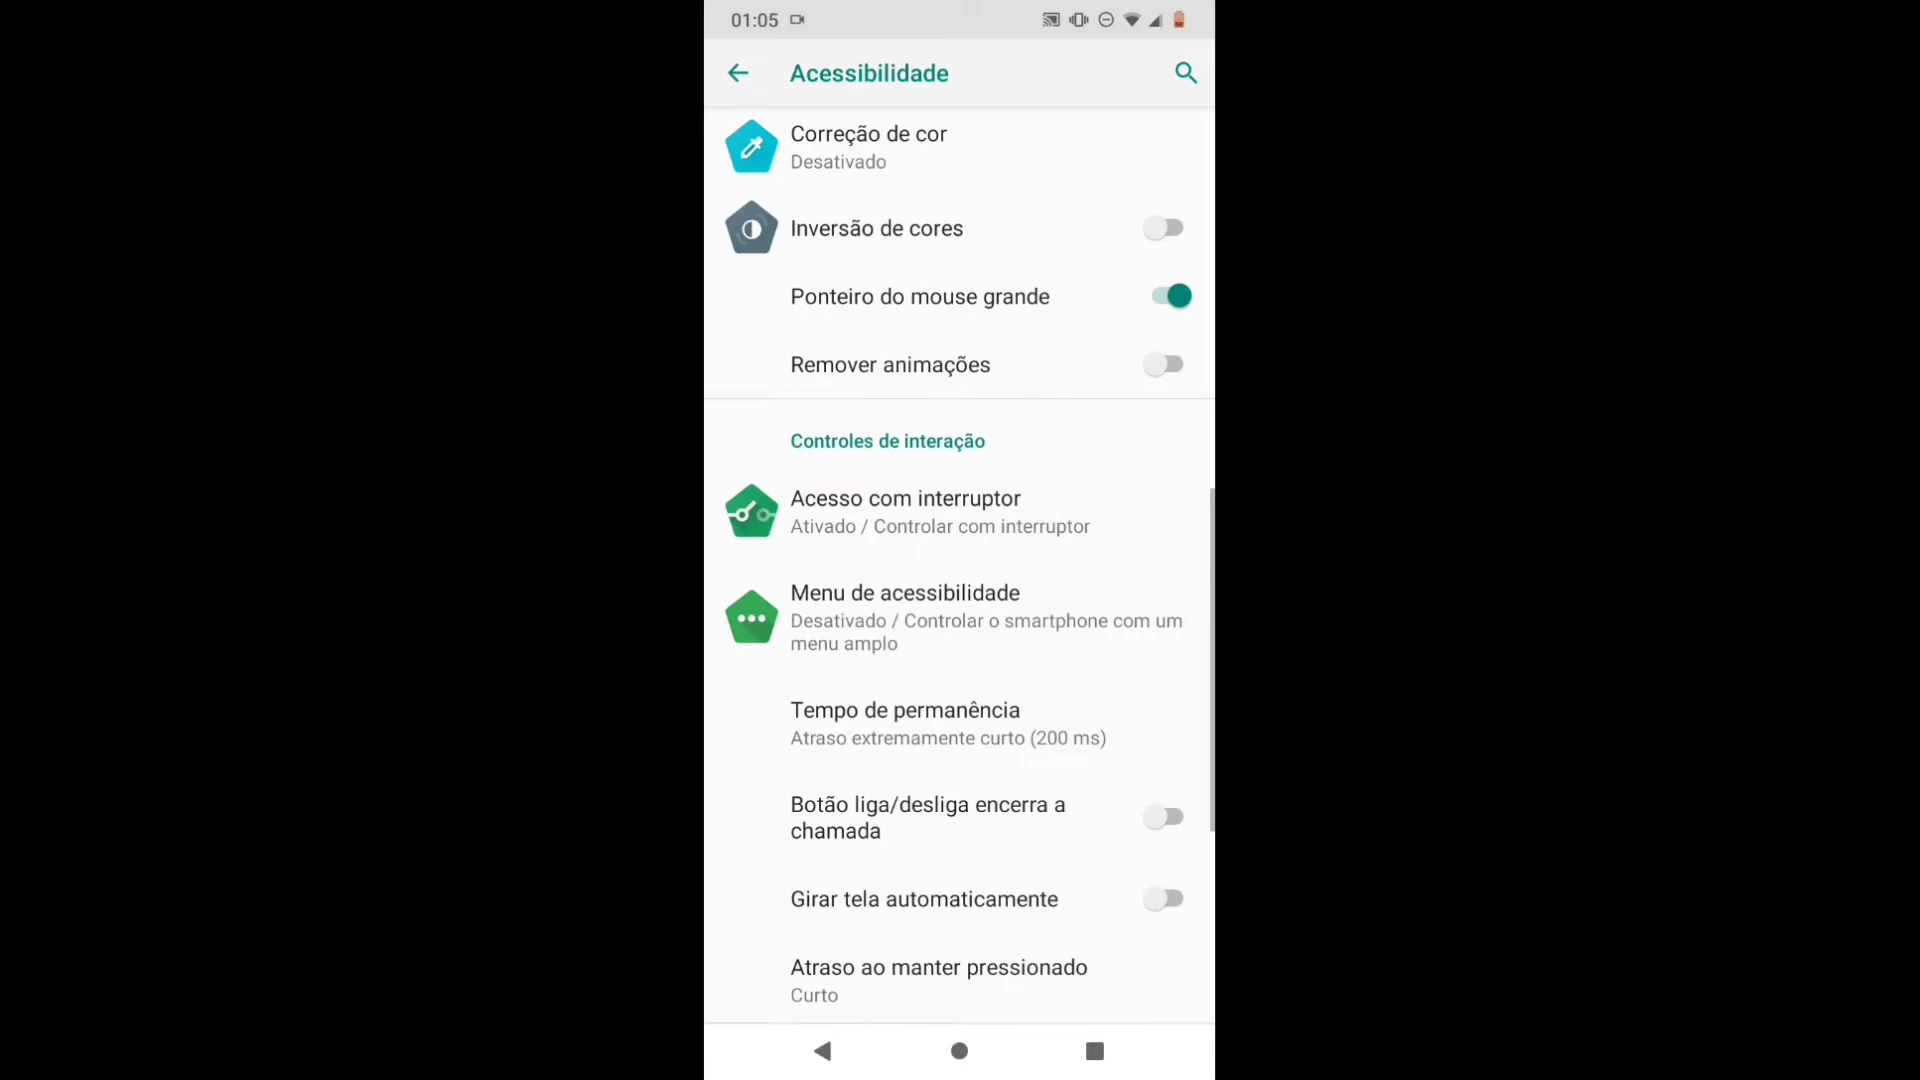 01:05
Acessibilidade
Correção de cor
Desativado
Inversão de cores
Ponteiro do mouse grande
Remover animações
Controles de interação
Acesso com interruptor
Ativado / Controlar com interruptor
Menu de acessibilidade
Desativado / Controlar o smartphone com um
menu amplo
Tempo de permanência
Atraso extremamente curto (200 ms)
Botão liga/desliga encerra a
chamada
Girar tela automaticamente
Atraso ao manter pressionado
Curto